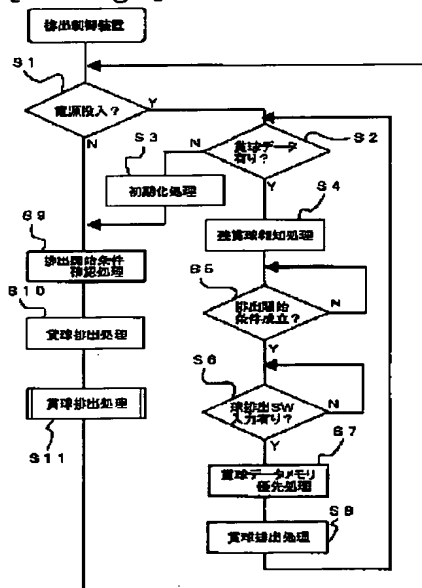 排出制御装置
S1
電源投入?
Y
N
S3
N
賞球データ
有り?
S2
Y
初期化処理
S4
残賞球報知処理
S9
排出開始条件
確認処理
S5
排出開始
条件成立?
N
Y
S10
賞球排出処理
S6
球排出SW
入力有り?
N
Y
賞球排出処理
S11
S7
賞球データメモリ
優先処理
S8
賞球排出処理